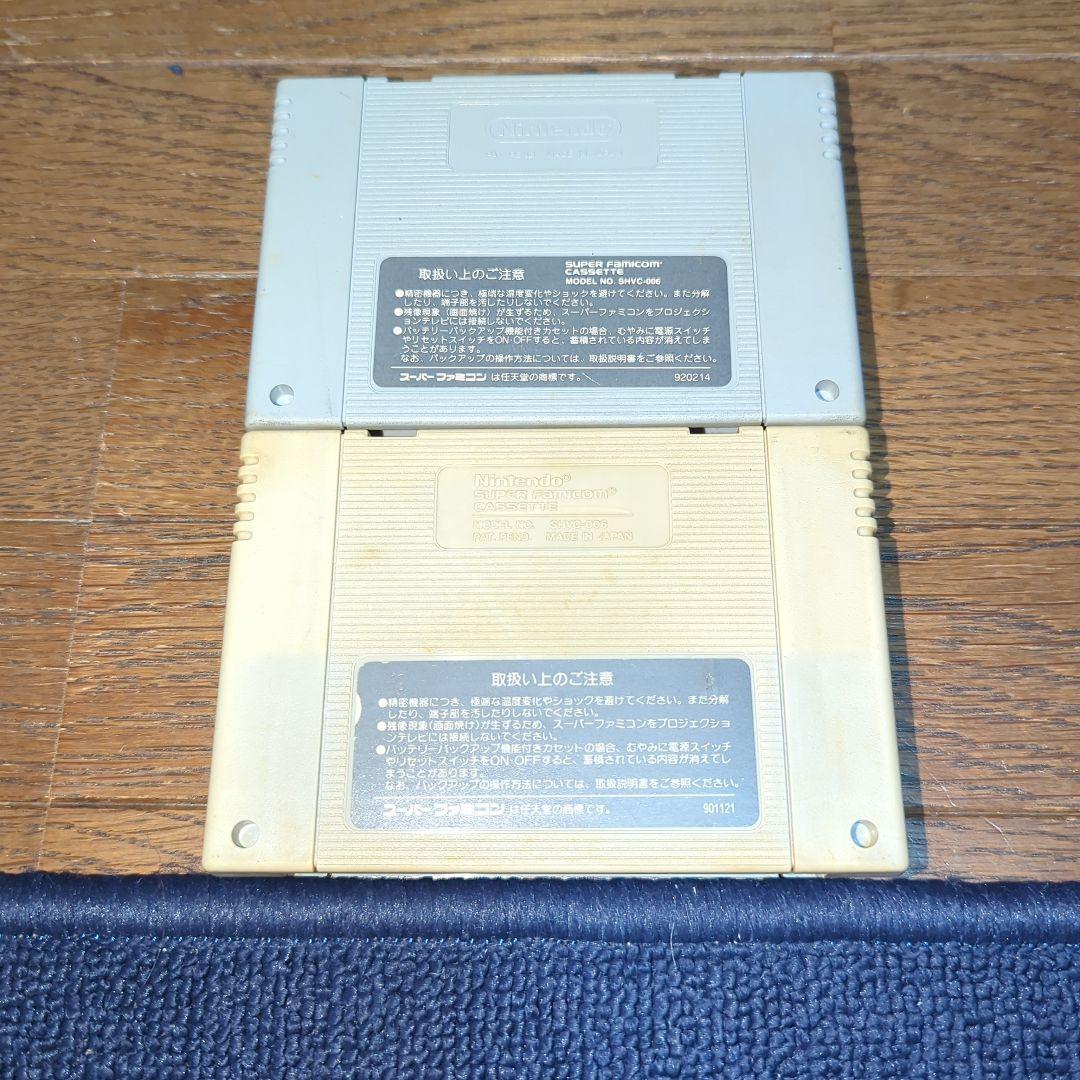 Nintendo
MADE IN JAPAN
取扱い上のご注意
SUPER FAMICOM
CASSETTE
MODEL NO. SHVC-006
●精密機器につき、極端な温度変化やショックを避けてください。また分解
したり、端子部を汚したりしないでください。
●残像現象（画面焼け）が生ずるため、スーパーファミコンをプロジェクシ
ョンテレビには接続しないでください。
●バッテリーバックアップ機能付きカセットの場合、むやみに電源スイッチ
やリセットスイッチをON・OFFすると、蓄積されている内容が消えてしま
うことがあります。
なお、バックアップの操作方法については、取扱説明書をご参照ください。
スーパーファミコン は任天堂の商標です。 920214
Nintendo®
SUPER FAMICOM®
CASSETTE
MODEL NO. SHVC-006
PAT. PEND. MADE IN JAPAN
取扱い上のご注意
●精密機器につき、極端な温度変化やショックを避けてください。また分解
したり、端子部を汚したりしないでください。
●残像現象(画面焼け)が生ずるため、スーパーファミコンをプロジェクショ
ンテレビには接続しないでください。
●バッテリーバックアップ機能付きカセットの場合、むやみに電源スイッチ
やリセットスイッチをON・OFFすると、蓄積されている内容が消えてし
まうことがあります。
なお、バックアップの操作方法については、取扱説明書をご参照ください。
スーパーファミコン は任天堂の商標です。 901121